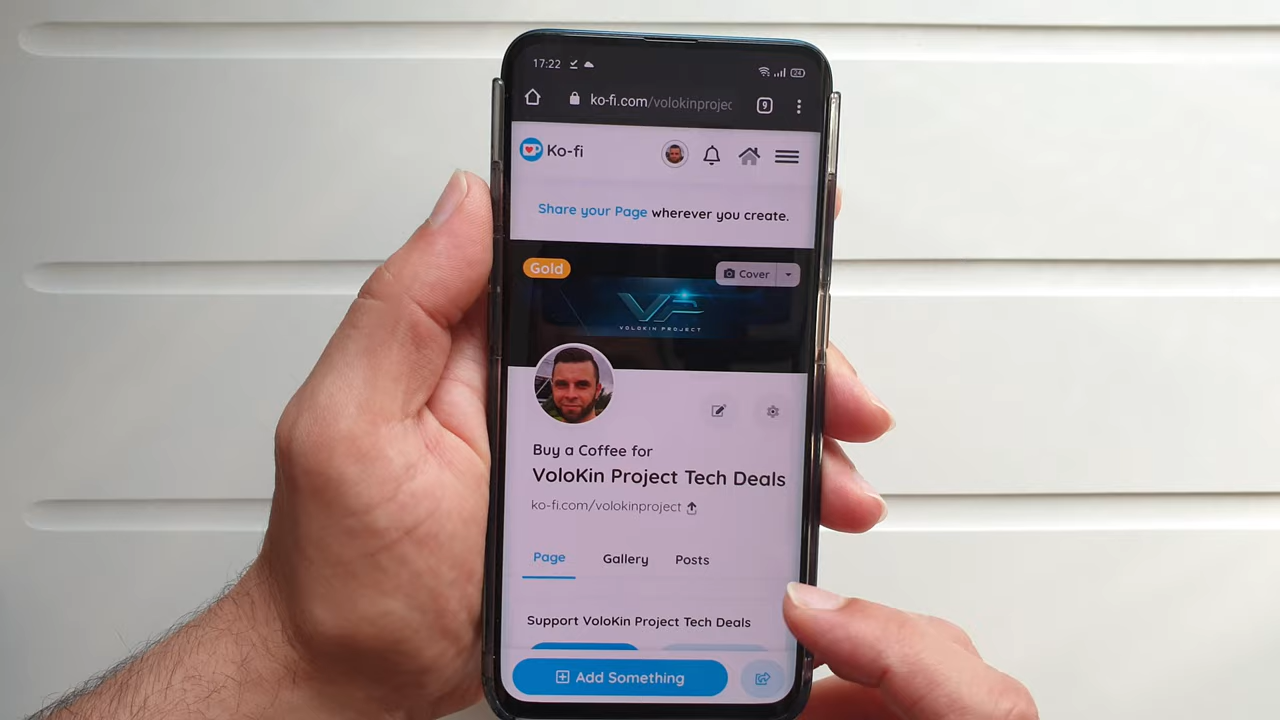 17:22
24
ko-fi.com/volokinprojec
9
Ko-fi
Share your Page wherever you create.
Gold
Cover
VP
VOLOKIN PROJECT
Buy a Coffee for
VoloKin Project Tech Deals
ko-fi.com/volokinproject
Page Gallery Posts
Support VoloKin Project Tech Deals
Add Something